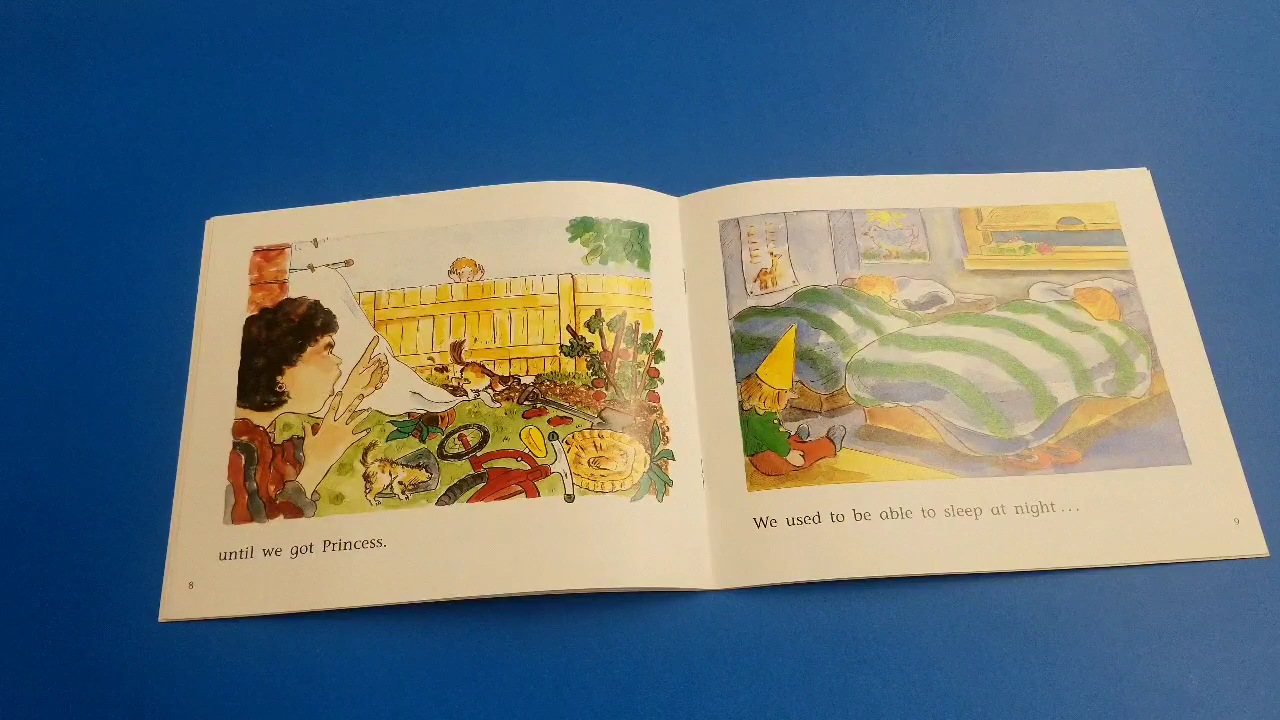 until we got Princess.
8
We used to be able to sleep at night...
9